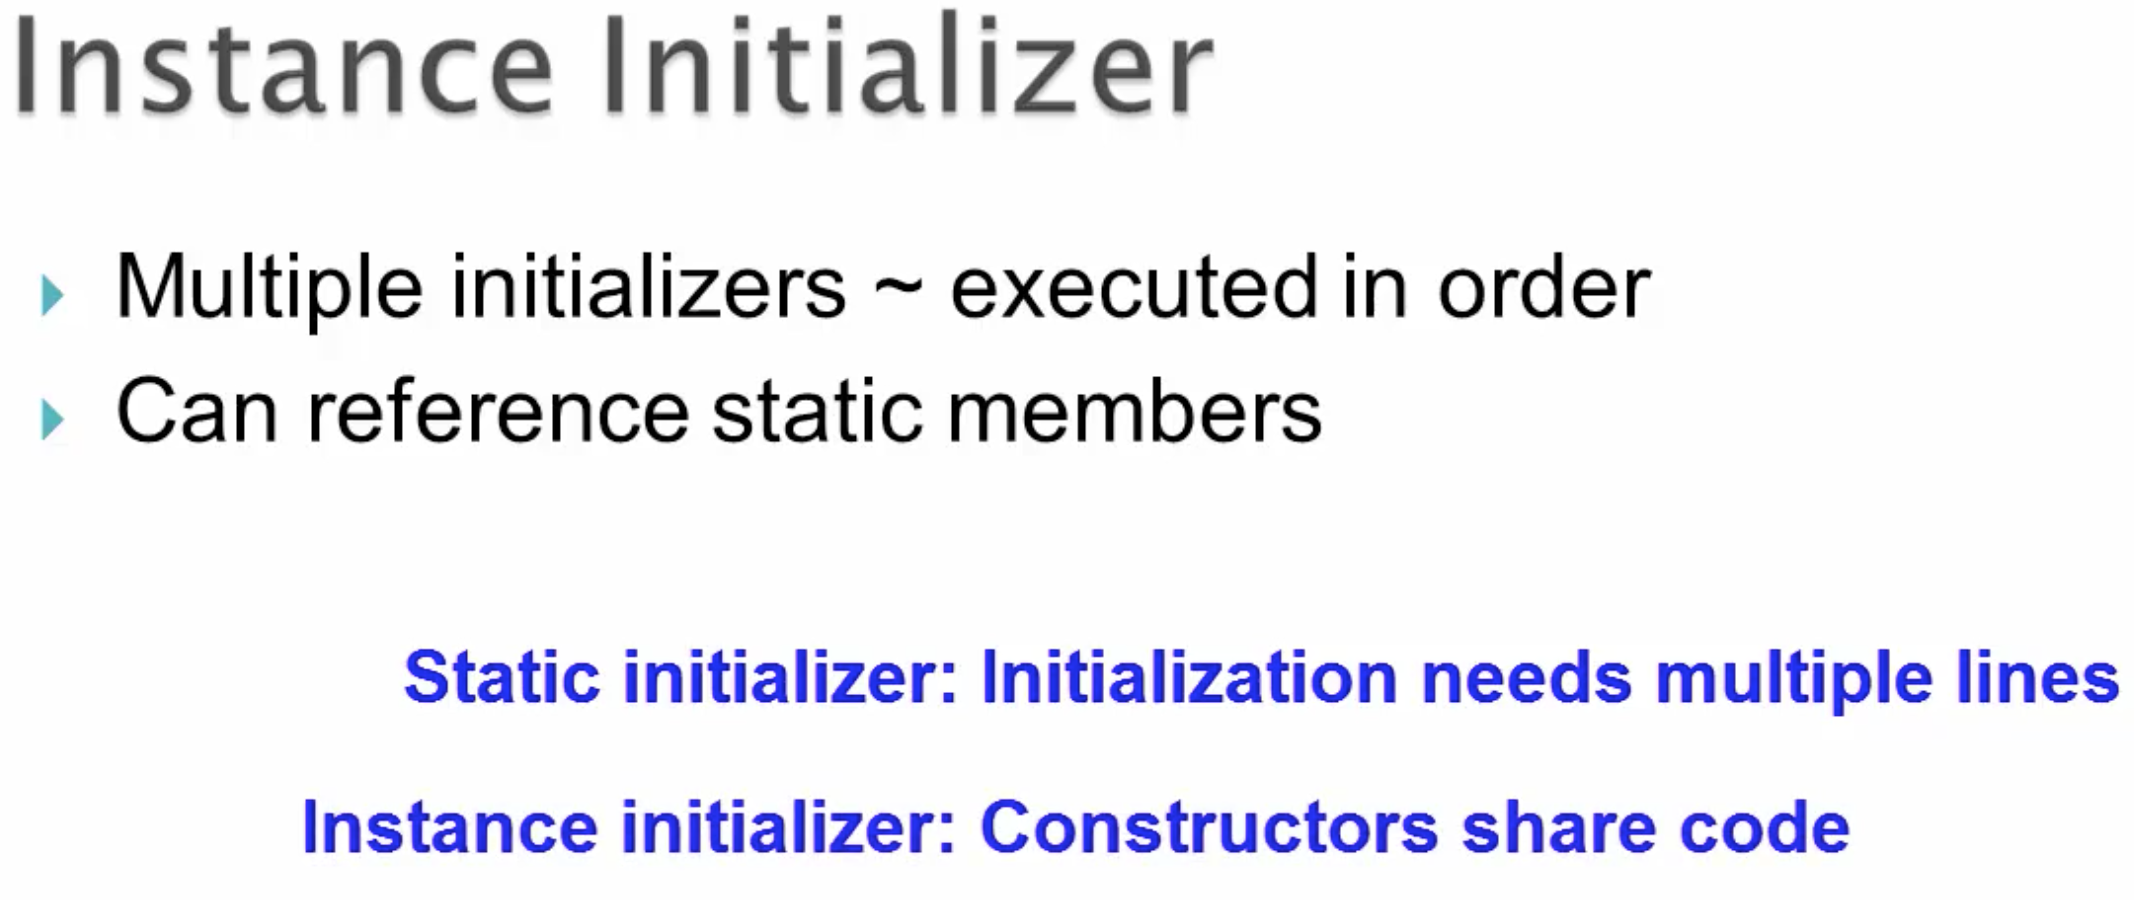 Instance Initializer
Multiple initializers ~ executed in order
Can reference static members
Static initializer: Initialization needs multiple lines
Instance initializer: Constructors share code